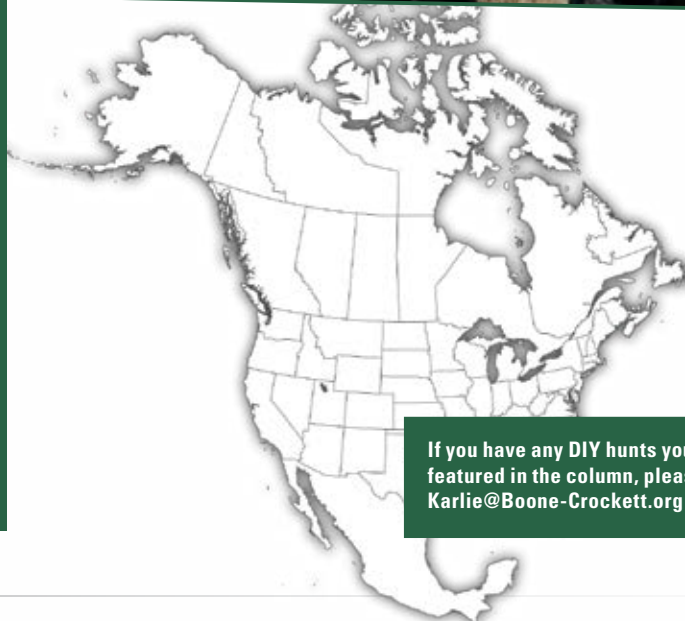 If you have any DIY hunts you
featured in the column, pleas
Karlie@Boone-Crockett.org